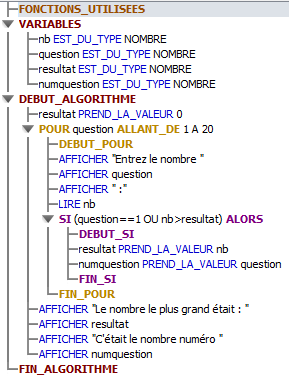 FONCTIONS_UTILISEES
VARIABLES
nb EST_DU_TYPE NOMBRE
question EST_DU_TYPE NOMBRE
resultat EST_DU_TYPE NOMBRE
numquestion EST_DU_TYPE NOMBRE
DEBUT_ALGORITHME
resultat PREND_LA_VALEUR 0
POUR question ALLANT_DE 1 A 20
DEBUT_POUR
AFFICHER "Entrez le nombre "
AFFICHER question
AFFICHER " :"
LIRE nb
SI (question==1 OU nb>resultat) ALORS
DEBUT_SI
resultat PREND_LA_VALEUR nb
numquestion PREND_LA_VALEUR question
FIN_SI
FIN_POUR
AFFICHER "Le nombre le plus grand était : "
AFFICHER resultat
AFFICHER "C'était le nombre numéro "
AFFICHER numquestion
FIN_ALGORITHME